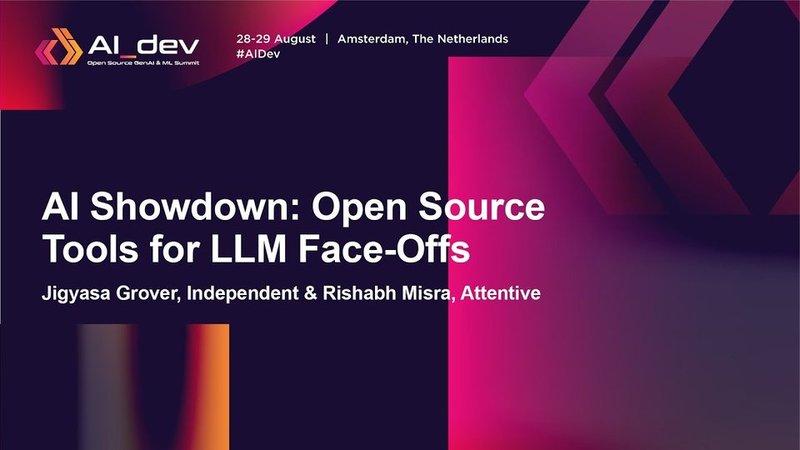 AI_dev
Open Source GenAI & ML Summit
28-29 August | Amsterdam, The Netherlands
#AIDev
AI Showdown: Open Source
Tools for LLM Face-Offs
Jigyasa Grover, Independent & Rishabh Misra, Attentive